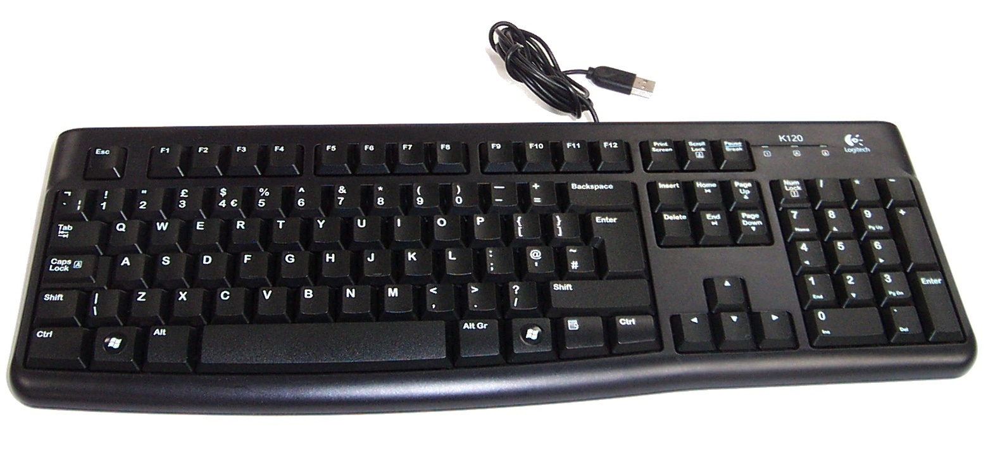 K120
Logitech
Esc F1 F2 F3 F4 F5 F6 F7 F8 F9 F10 F11 F12 Print Screen Scroll Lock Pause Break
1 A
¬ ` ¦ ! 1 " 2 £ 3 $ 4 € % 5 ^ 6 & 7 * 8 ( 9 ) 0 — - + = Backspace Insert Home Page Up Num Lock 1 / * -
Tab Q W E R T Y U I O P { [ } ] Enter Delete End Page Down 7 Home 8 9 Pg Up +
Caps Lock A A S D F G H J K L : ; @ ' ~ # 4 5 6
Shift | \ Z X C V B N M < , > . ? / Shift 1 End 2 3 Pg Dn Enter
Ctrl Alt Alt Gr Ctrl 0 Ins . Del